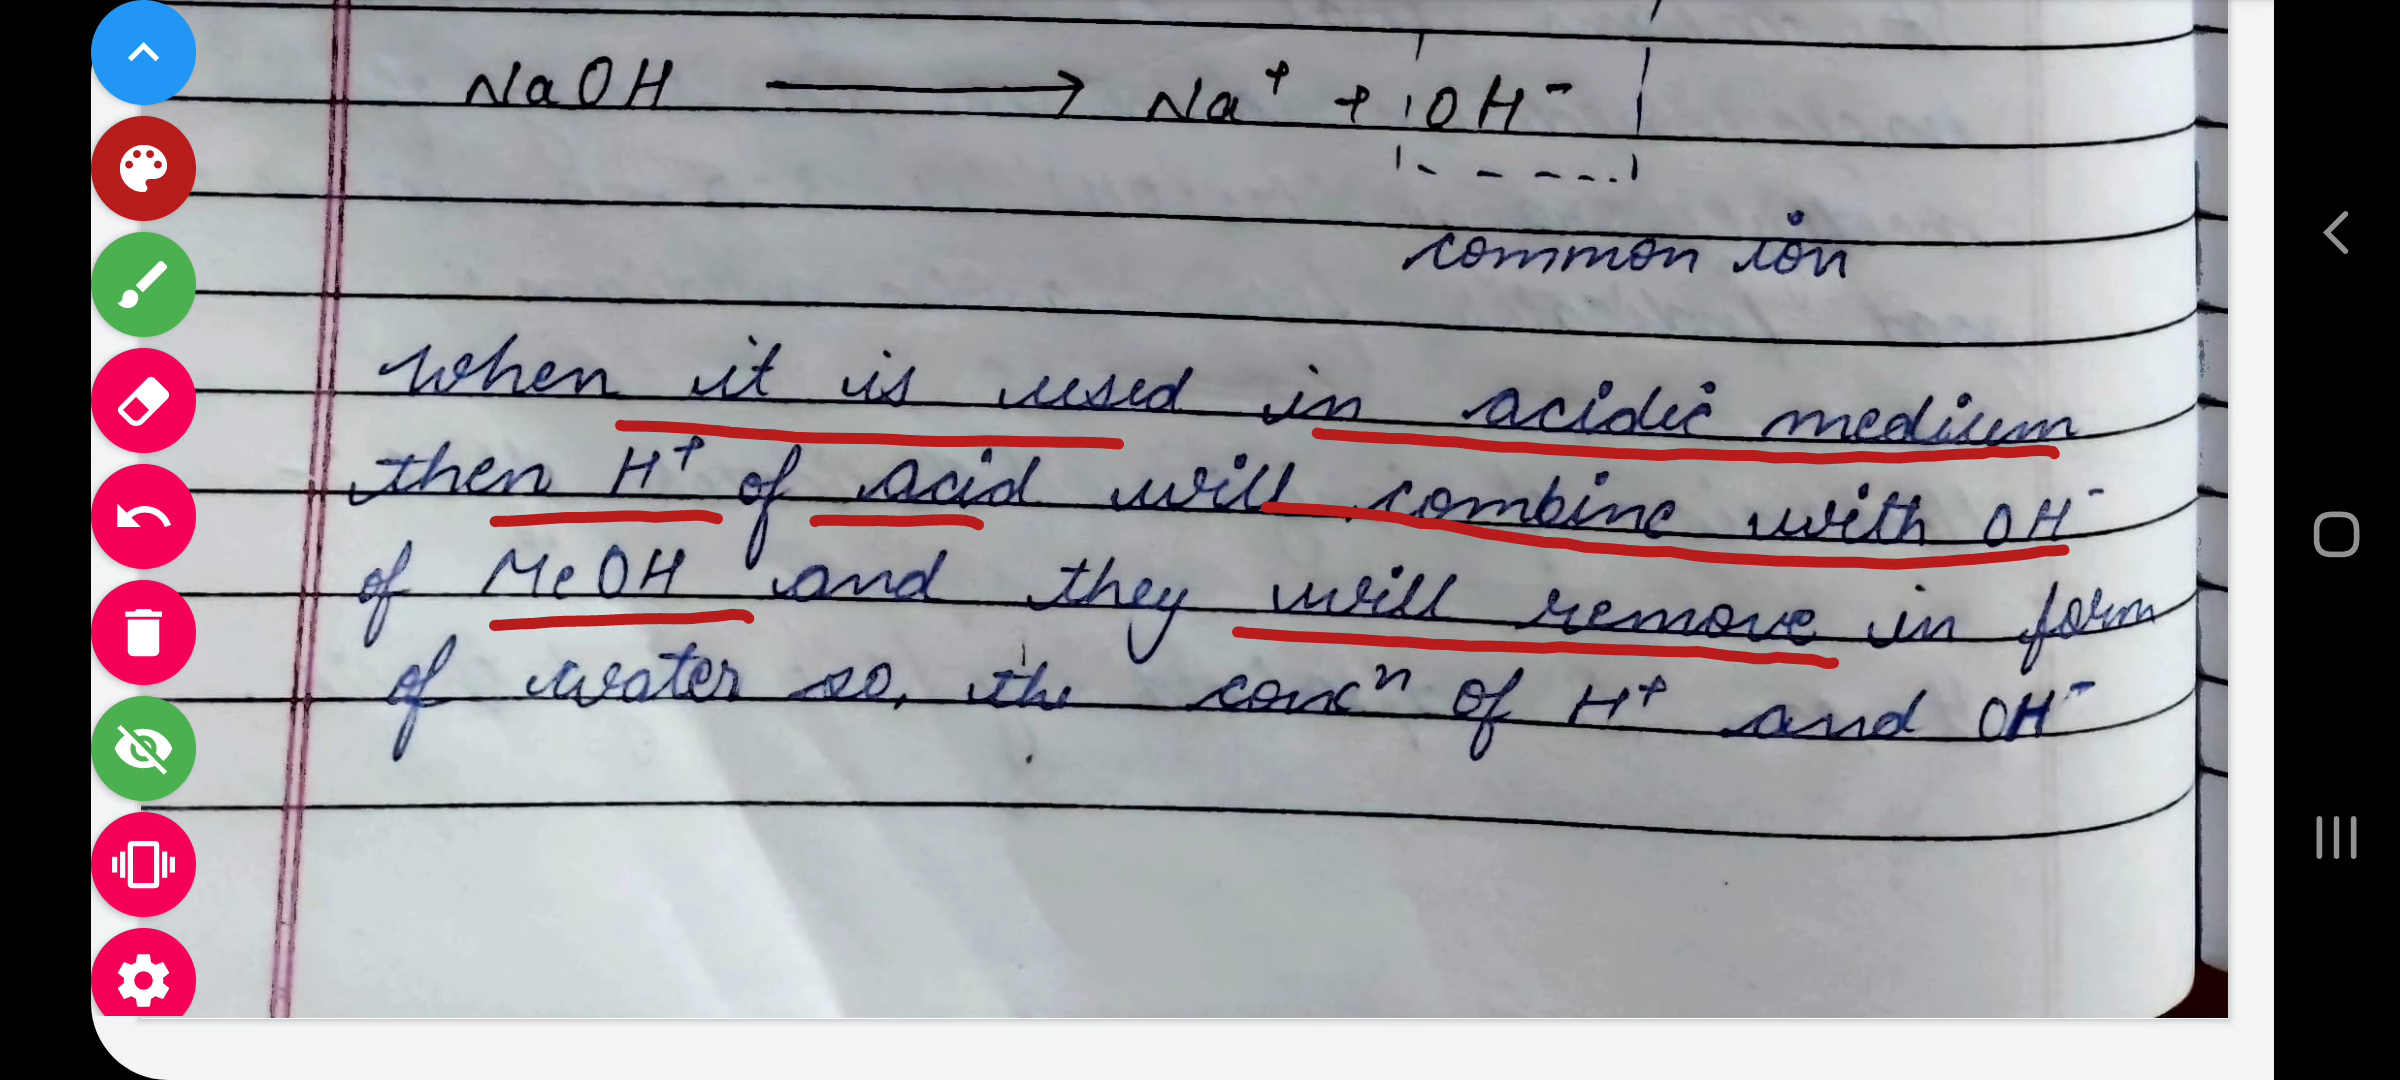 NaOH ⟶ Na⁺ + OH⁻
common ion
when it is used in acidic medium
then H⁺ of acid will combine with OH⁻
of MeOH and they will remove in form
of water so, the concⁿ of H⁺ and OH⁻